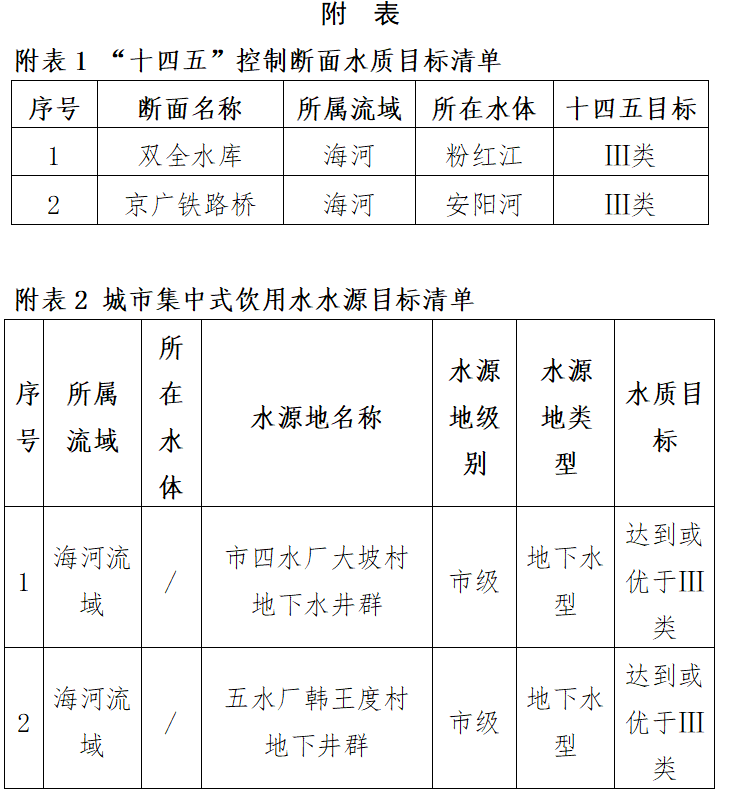 附 表
附表1 “十四五”控制断面水质目标清单
序号 断面名称 所属流域 所在水体 十四五目标
1 双全水库 海河 粉红江 Ⅲ类
2 京广铁路桥 海河 安阳河 Ⅲ类
附表2 城市集中式饮用水水源目标清单
序号 所属流域 所在水体 水源地名称 水源地级别 水源地类型 水质目标
1 海河流域 / 市四水厂大坡村地下水井群 市级 地下水型 达到或优于Ⅲ类
2 海河流域 / 五水厂韩王度村地下井群 市级 地下水型 达到或优于Ⅲ类